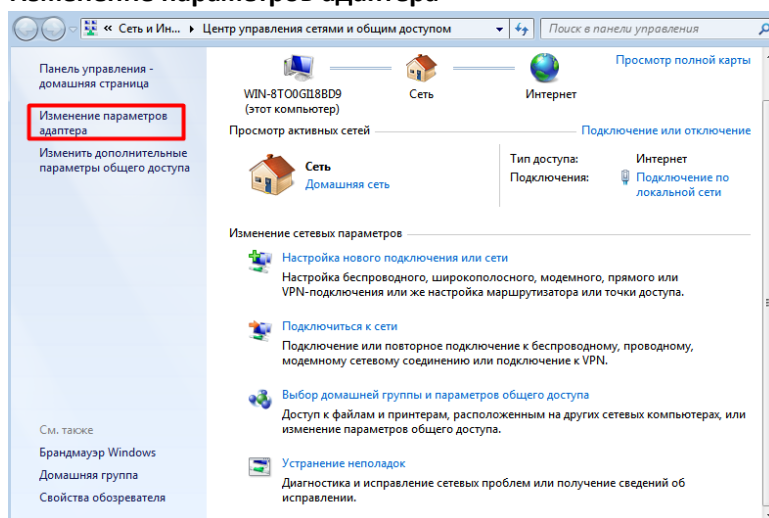 Изменение параметров адаптера
« Сеть и Ин... Центр управления сетями и общим доступом
Поиск в панели управления
Панель управления -
домашняя страница
Изменение параметров
адаптера
Изменить дополнительные
параметры общего доступа
См. также
Брандмауэр Windows
Домашняя группа
Свойства обозревателя
Просмотр полной карты
WIN-8TO0GI18BD9
(этот компьютер)
Сеть
Интернет
Просмотр активных сетей
Подключение или отключение
Сеть
Домашняя сеть
Тип доступа: Интернет
Подключения: Подключение по
локальной сети
Изменение сетевых параметров
Настройка нового подключения или сети
Настройка беспроводного, широкополосного, модемного, прямого или
VPN-подключения или же настройка маршрутизатора или точки доступа.
Подключиться к сети
Подключение или повторное подключение к беспроводному, проводному,
модемному сетевому соединению или подключение к VPN.
Выбор домашней группы и параметров общего доступа
Доступ к файлам и принтерам, расположенным на других сетевых компьютерах, или
изменение параметров общего доступа.
Устранение неполадок
Диагностика и исправление сетевых проблем или получение сведений об
исправлении.